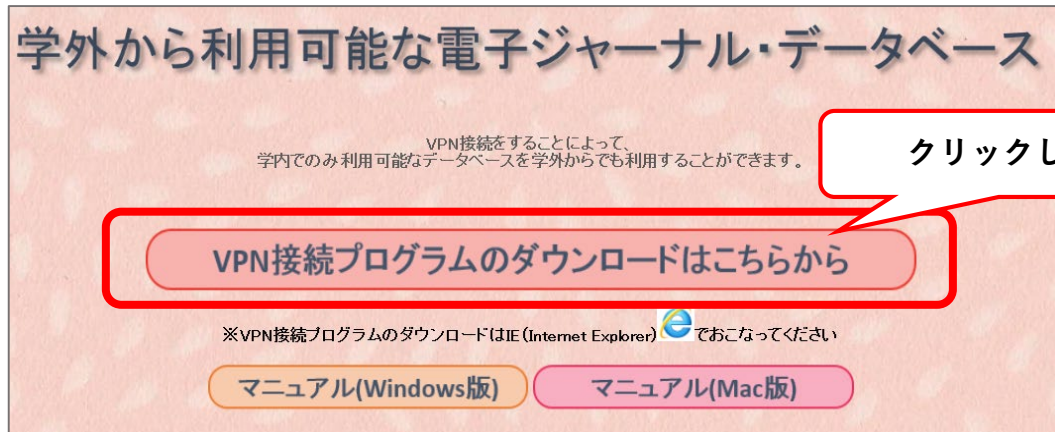 学外から利用可能な電子ジャーナル・データベース
VPN接続をすることによって、
学内でのみ利用可能なデータベースを学外からでも利用することができます。
クリックし
VPN接続プログラムのダウンロードはこちらから
※VPN接続プログラムのダウンロードはIE(Internet Explorer)でおこなってください
マニュアル(Windows版)
マニュアル(Mac版)